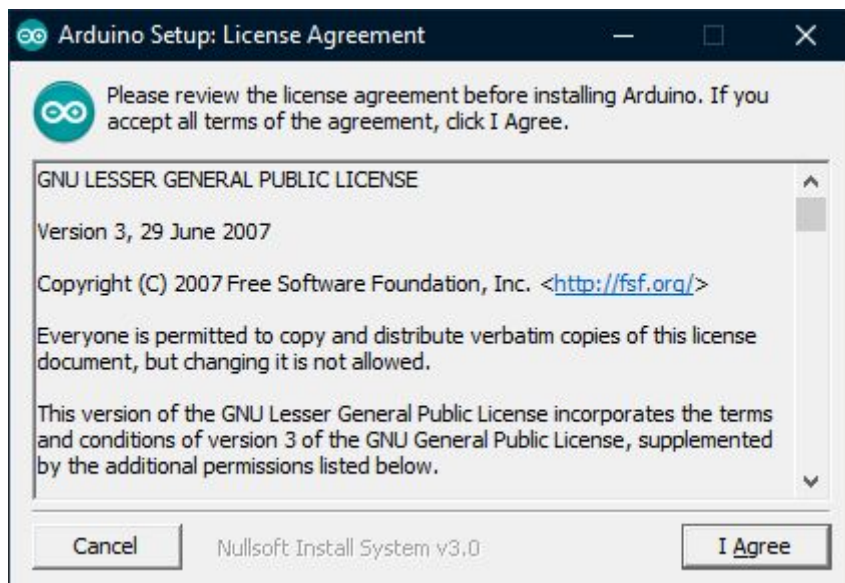 Arduino Setup: License Agreement
Please review the license agreement before installing Arduino. If you
accept all terms of the agreement, click I Agree.
GNU LESSER GENERAL PUBLIC LICENSE
Version 3, 29 June 2007
Copyright (C) 2007 Free Software Foundation, Inc. <http://fsf.org/>
Everyone is permitted to copy and distribute verbatim copies of this license
document, but changing it is not allowed.
This version of the GNU Lesser General Public License incorporates the terms
and conditions of version 3 of the GNU General Public License, supplemented
by the additional permissions listed below.
Cancel
Nullsoft Install System v3.0
I Agree